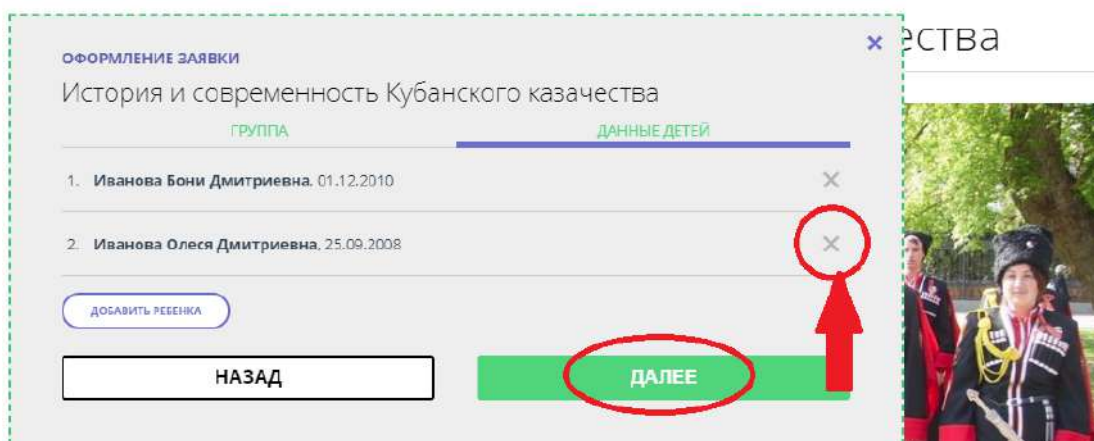 ества
ОФОРМЛЕНИЕ ЗАЯВКИ
История и современность Кубанского казачества
ГРУППА ДАННЫЕ ДЕТЕЙ
1. Иванова Бони Дмитриевна, 01.12.2010
2. Иванова Олеся Дмитриевна, 25.09.2008
ДОБАВИТЬ РЕБЕНКА
НАЗАД ДАЛЕЕ